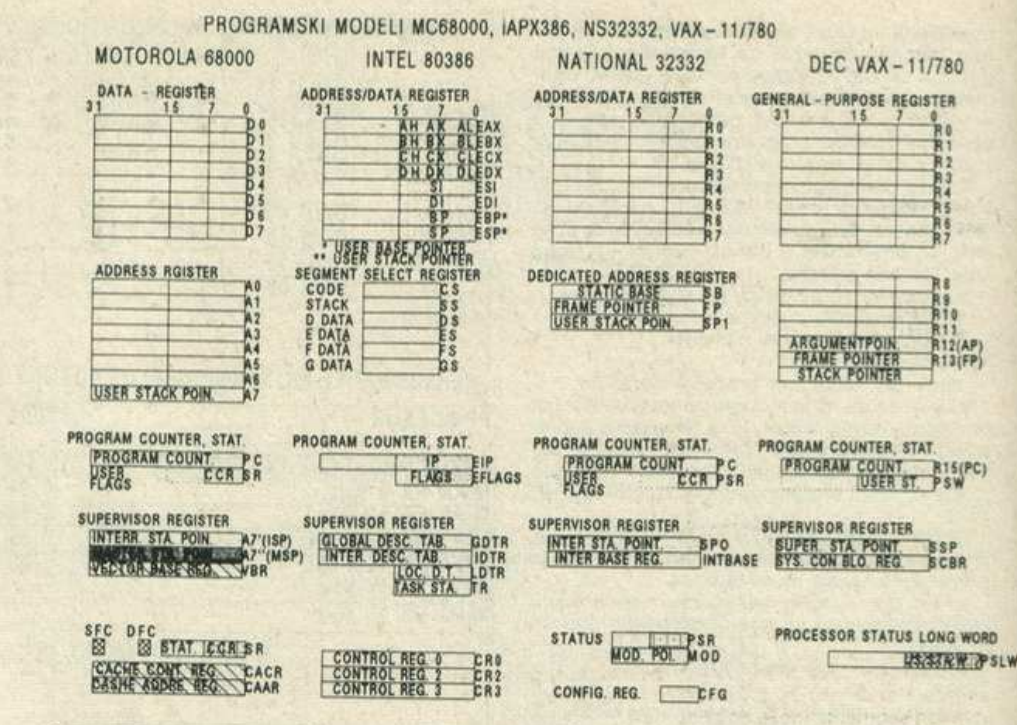 PROGRAMSKI MODELI MC68000, IAPX386, NS32332, VAX-11/780
MOTOROLA 68000
DATA - REGISTER
31 15 7 0
D0
D1
D2
D3
D4
D5
D6
D7
ADDRESS RGISTER
A0
A1
A2
A3
A4
A5
A6
USER STACK POIN. A7
PROGRAM COUNTER, STAT.
PROGRAM COUNT. PC
USER FLAGS CCR SR
SUPERVISOR REGISTER
INTERR. STA. POIN. A7'(ISP)
A7''(MSP)
VECTOR BASE REG. VBR
SFC DFC
STAT CCR SR
CACHE CONT. REG. CACR
CASHE ADDRE. REG. CAAR
INTEL 80386
ADDRESS/DATA REGISTER
31 15 7 0
AH AX AL EAX
BH BX BL EBX
CH CX CL ECX
DH DX DL EDX
SI ESI
DI EDI
BP EBP*
SP ESP*
* USER BASE POINTER
** USER STACK POINTER
SEGMENT SELECT REGISTER
CODE CS
STACK SS
D DATA DS
E DATA ES
F DATA FS
G DATA GS
PROGRAM COUNTER, STAT.
IP EIP
FLAGS EFLAGS
SUPERVISOR REGISTER
GLOBAL DESC. TAB. GDTR
INTER. DESC. TAB. IDTR
LOC. D.T. LDTR
TASK STA. TR
CONTROL REG. 0 CR0
CONTROL REG. 2 CR2
CONTROL REG. 3 CR3
NATIONAL 32332
ADDRESS/DATA REGISTER
31 15 7 0
R0
R1
R2
R3
R4
R5
R6
R7
DEDICATED ADDRESS REGISTER
STATIC BASE SB
FRAME POINTER FP
USER STACK POIN. SP1
PROGRAM COUNTER, STAT.
PROGRAM COUNT PC
USER FLAGS CCR PSR
SUPERVISOR REGISTER
INTER STA. POINT. SPO
INTER BASE REG. INTBASE
STATUS PSR
MOD. POI. MOD
CONFIG. REG. CFG
DEC VAX-11/780
GENERAL-PURPOSE REGISTER
31 15 7 0
R0
R1
R2
R3
R4
R5
R6
R7
R8
R9
R10
R11
ARGUMENTPOIN. R12(AP)
FRAME POINTER R13(FP)
STACK POINTER
PROGRAM COUNTER, STAT.
PROGRAM COUNT. R15(PC)
USER ST. PSW
SUPERVISOR REGISTER
SUPER. STA. POINT. SSP
SYS. CON BLO. REG. SCBR
PROCESSOR STATUS LONG WORD
PSLW